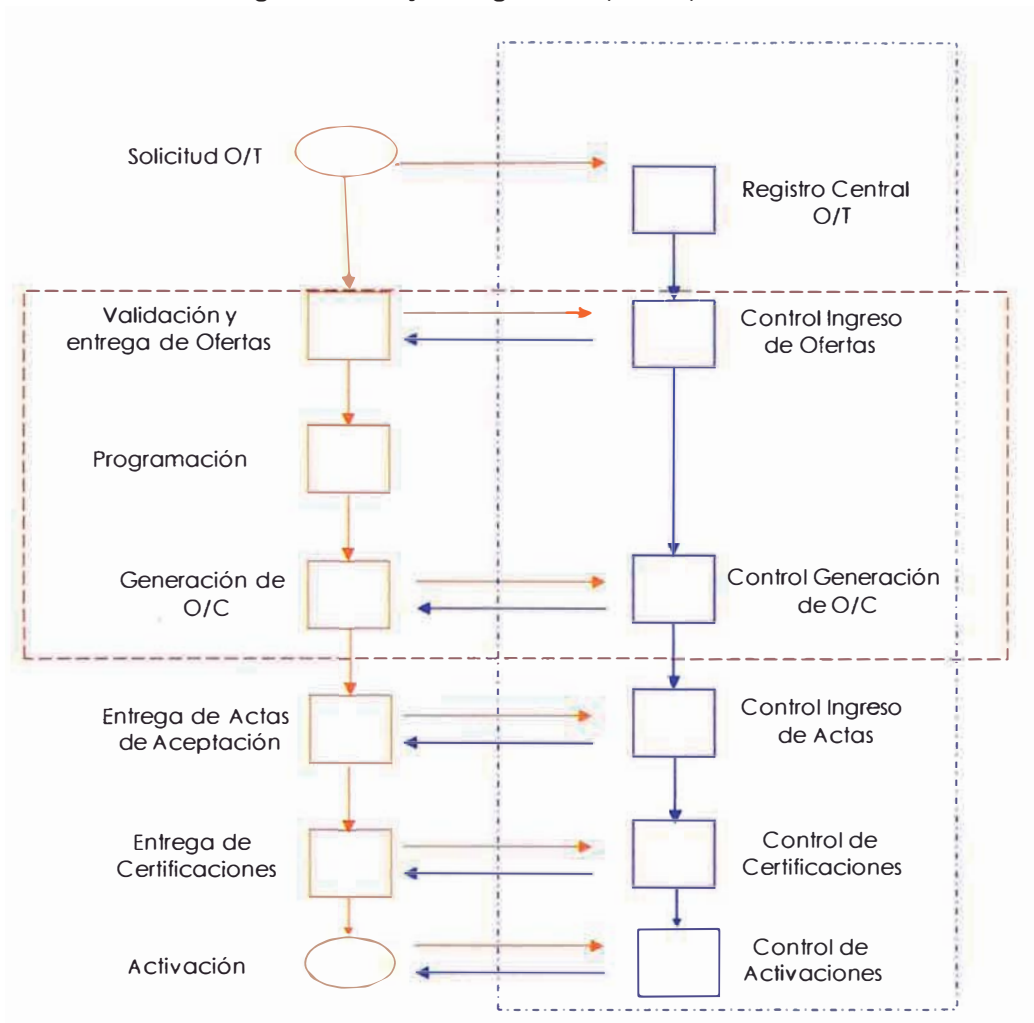 Solicitud O/T
Registro Central
O/T
Validación y
entrega de Ofertas
Control Ingreso
de Ofertas
Programación
Generación de
O/C
Control Generación
de O/C
Entrega de Actas
de Aceptación
Control Ingreso
de Actas
Entrega de
Certificaciones
Control de
Certificaciones
Activación
Control de
Activaciones